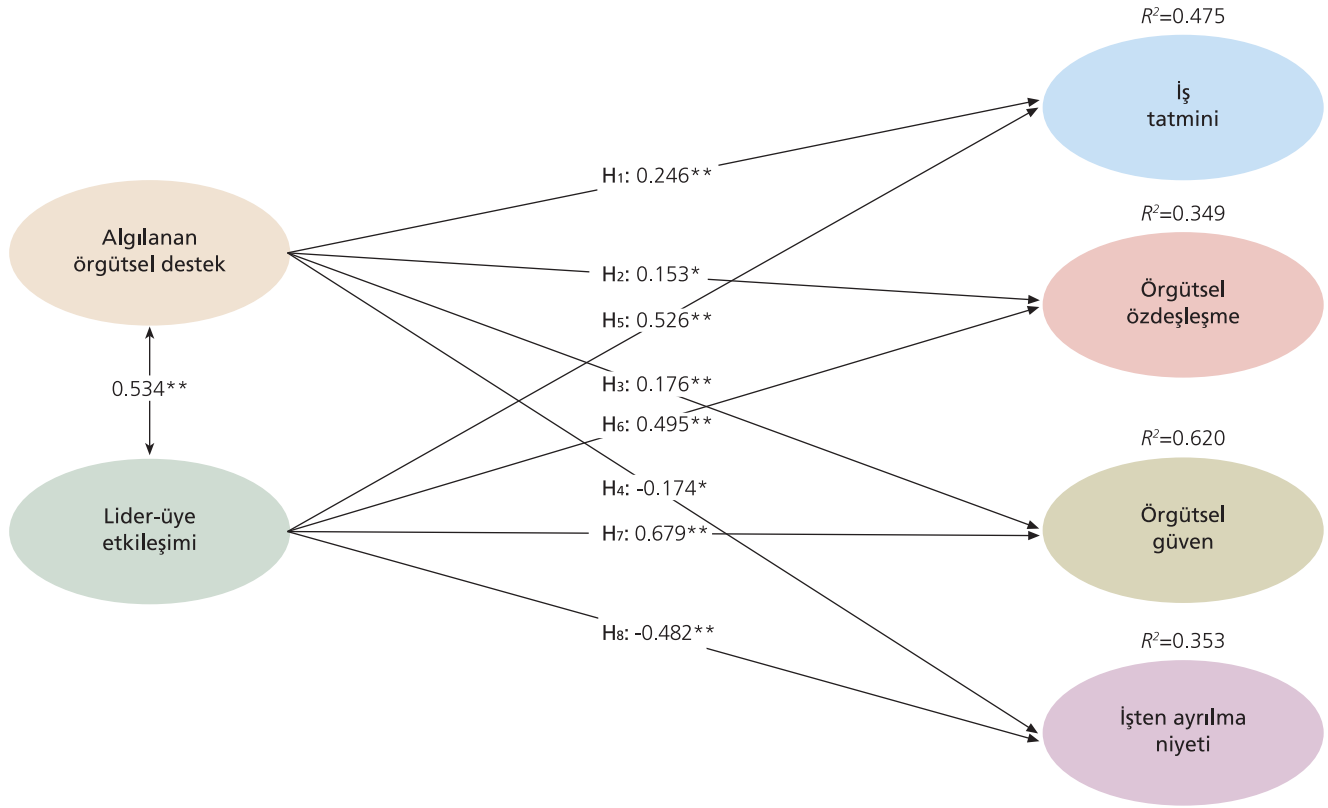 R²=0.475
İş
tatmini
H₁: 0.246**
R²=0.349
Algılanan
örgütsel destek
H₂: 0.153*
Örgütsel
özdeşleşme
H₅: 0.526**
0.534**
H₃: 0.176**
H₆: 0.495**
R²=0.620
H₄: -0.174*
Lider-üye
etkileşimi
H₇: 0.679**
Örgütsel
güven
H₈: -0.482**
R²=0.353
İşten ayrılma
niyeti